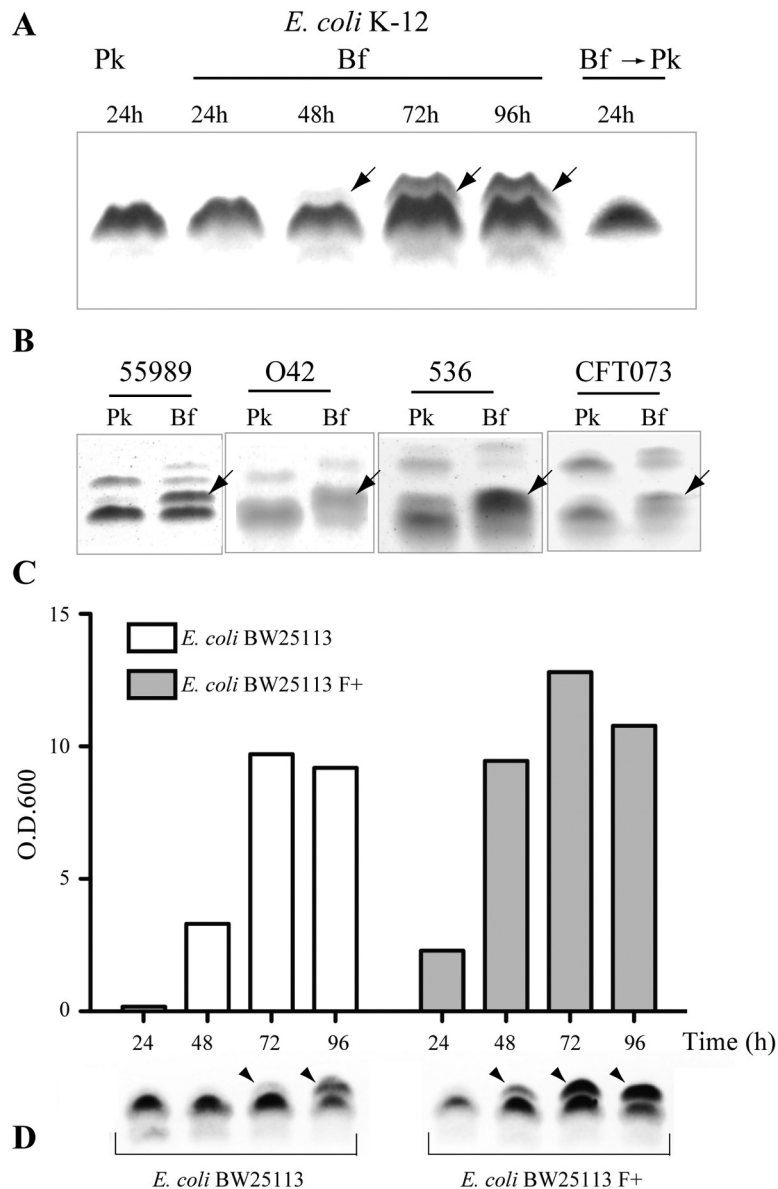 A
E. coli K-12
Pk Bf Bf → Pk
24h 24h 48h 72h 96h 24h
B
55989 O42 536 CFT073
Pk Bf Pk Bf Pk Bf Pk Bf
C
15
E. coli BW25113
E. coli BW25113 F+
10
O.D.600
5
0
24 48 72 96 24 48 72 96 Time (h)
D
E. coli BW25113 E. coli BW25113 F+